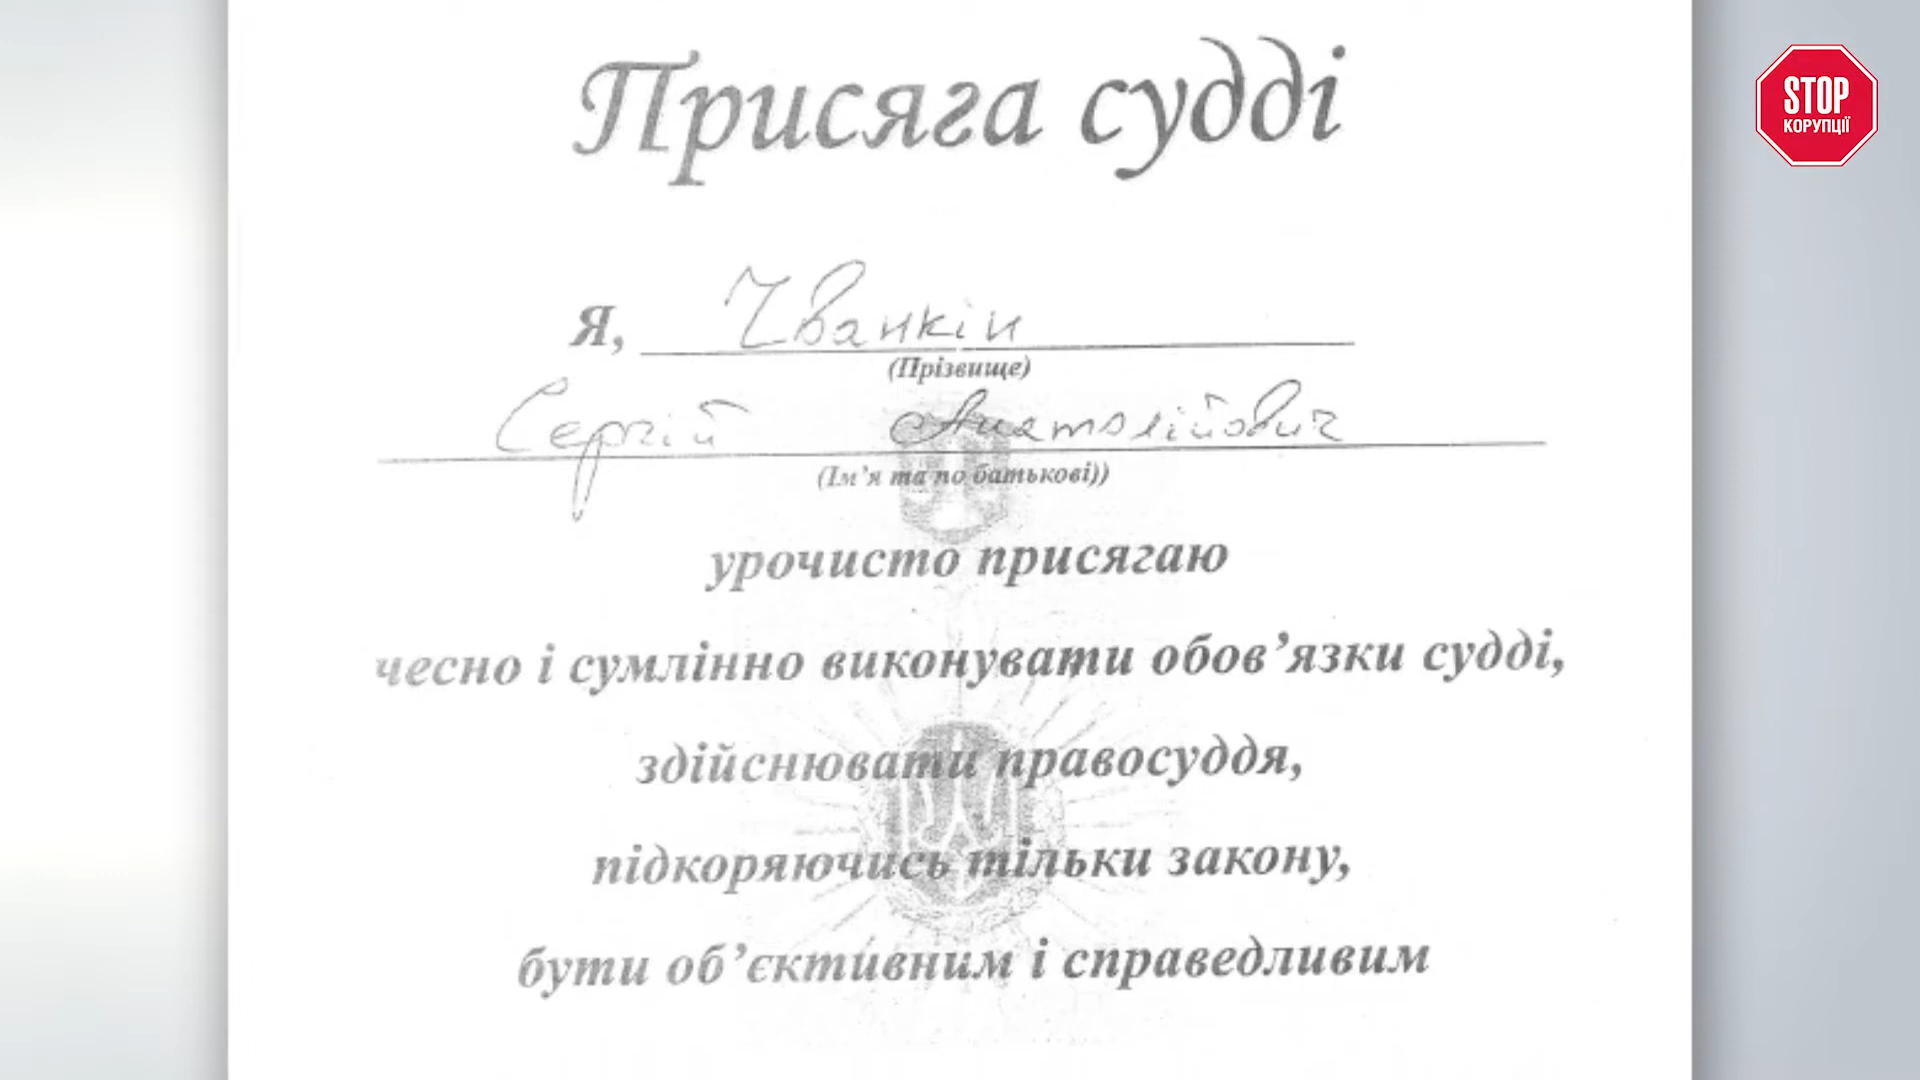 Присяга судді
STOP
КОРУПЦІЇ
Я, Чванкін
(Прізвище)
Сергій Анатолійович
(Ім’я та по батькові))
урочисто присягаю
чесно і сумлінно виконувати обов’язки судді,
здійснювати правосуддя,
підкоряючись тільки закону,
бути об’єктивним і справедливим